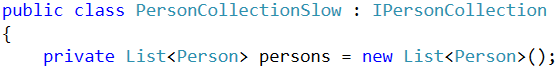 public class PersonCollectionSlow : IPersonCollection
{
    private List<Person> persons = new List<Person>();